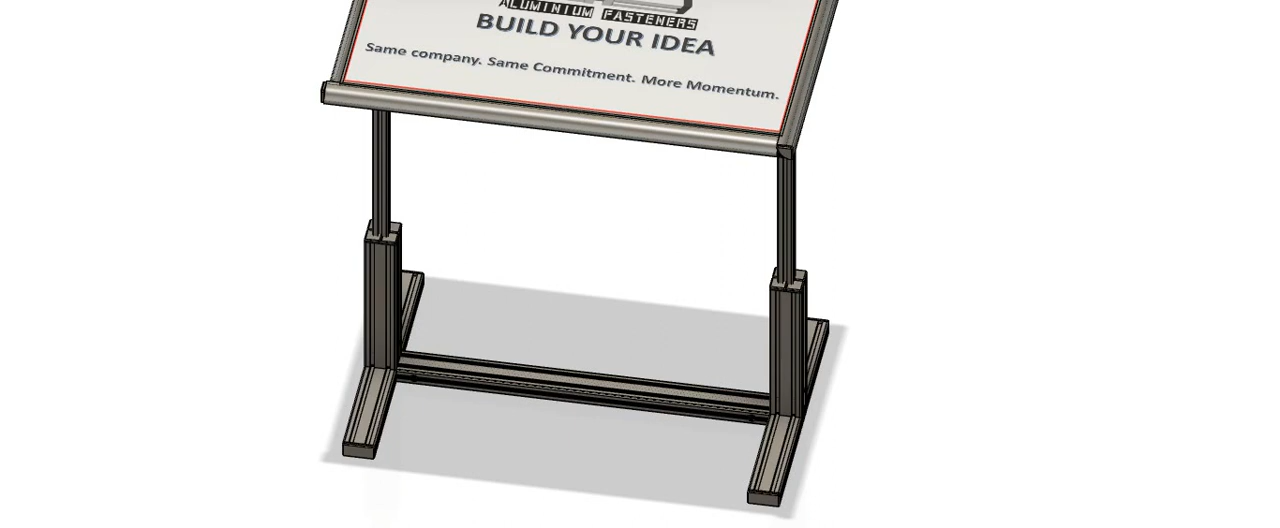 ALUMINIUM FASTENERS
BUILD YOUR IDEA
Same company. Same Commitment. More Momentum.